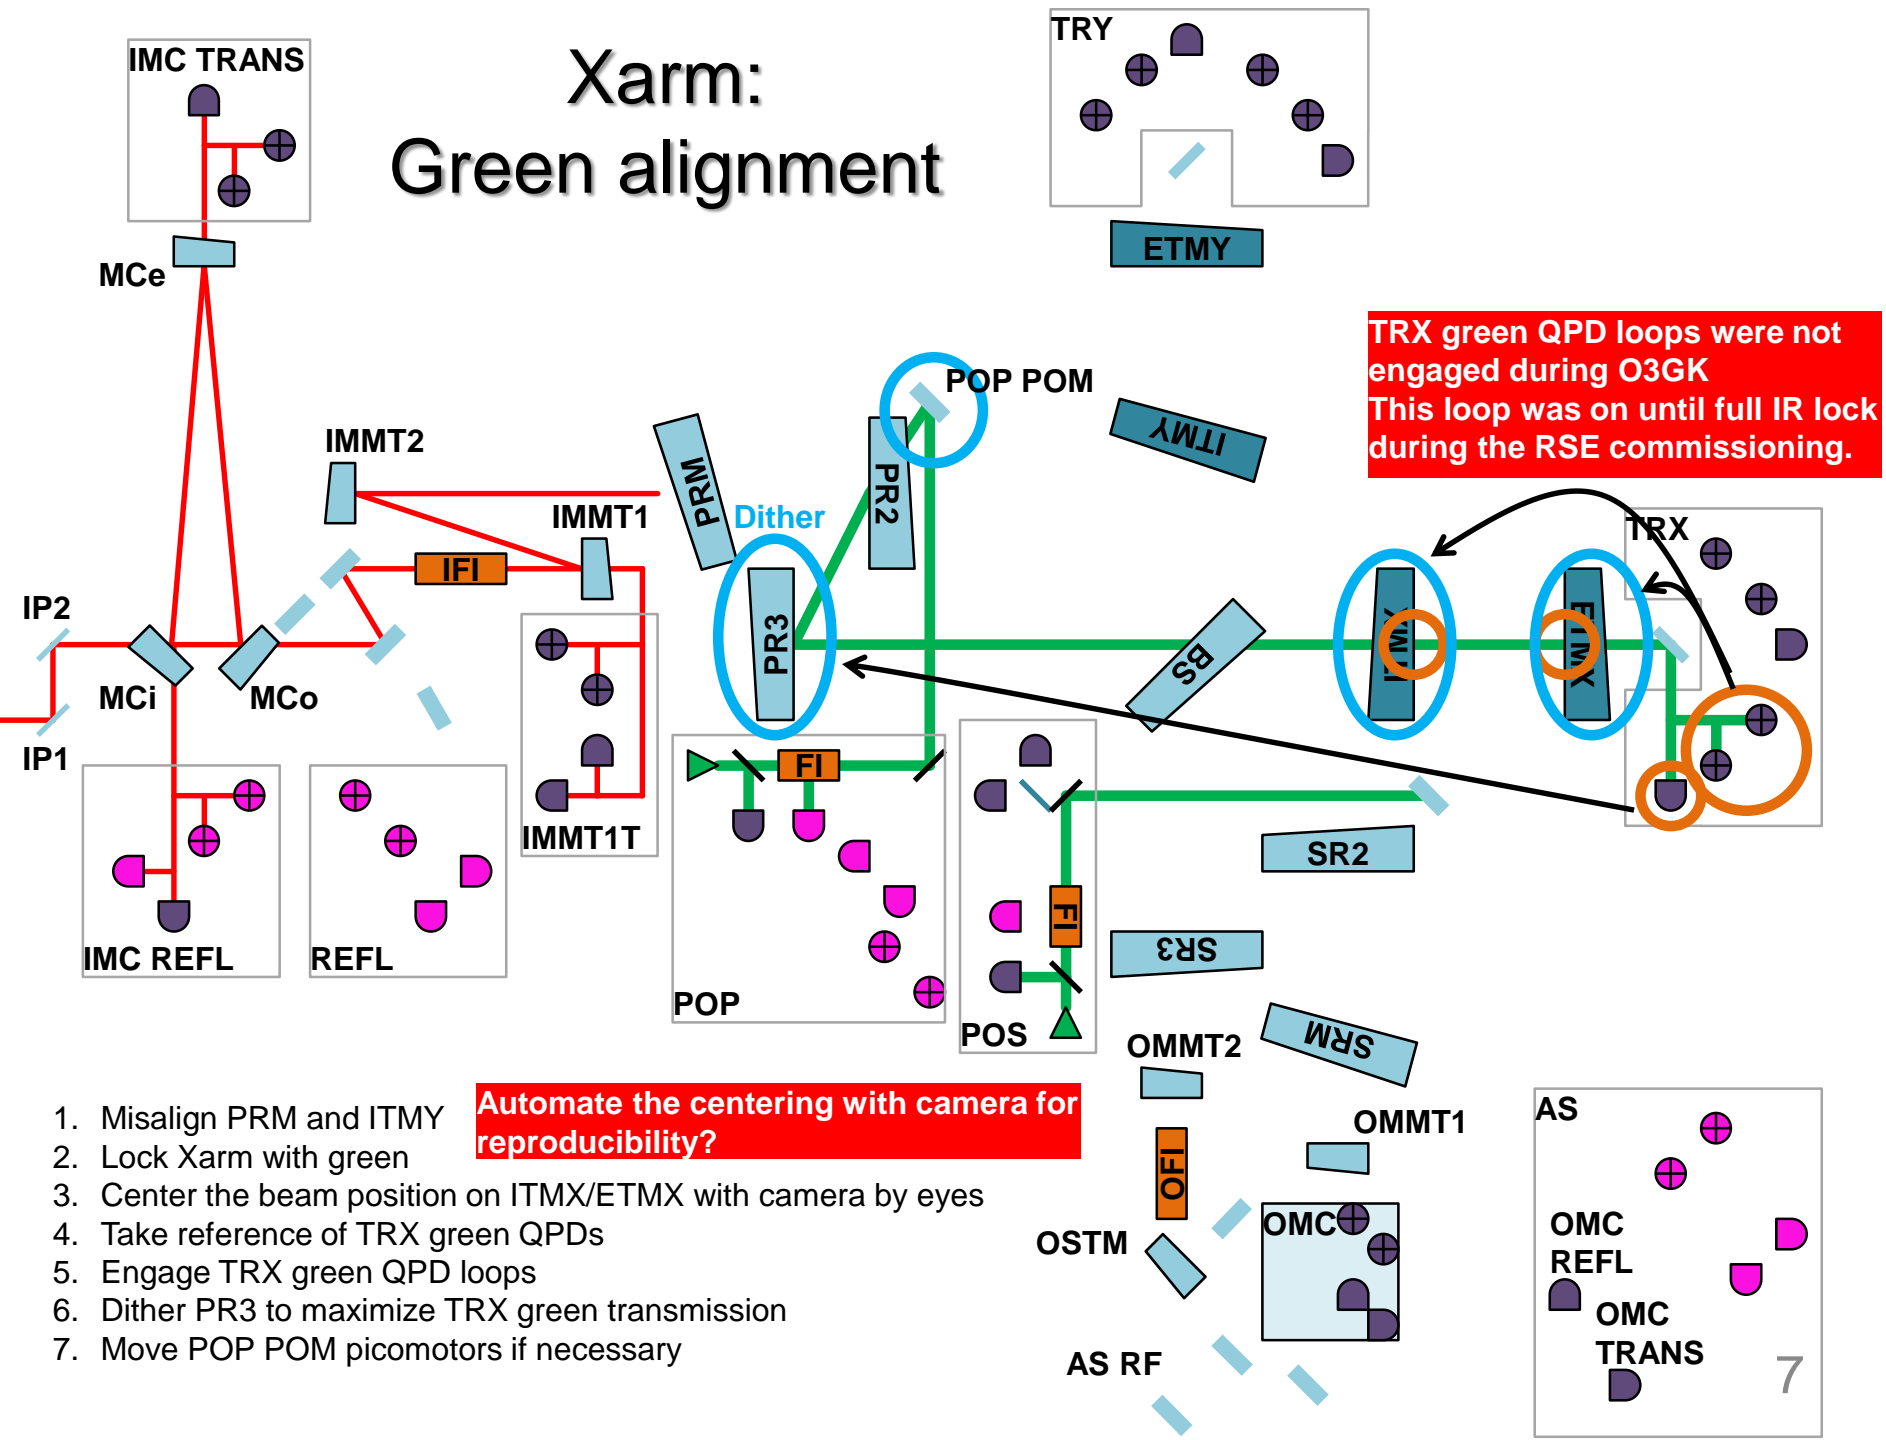 Xarm:
Green alignment
IMC TRANS
TRY
MCe
ETMY
TRX green QPD loops were not
engaged during O3GK
This loop was on until full IR lock
during the RSE commissioning.
POP POM
ITMY
IMMT2
PRM
PR2
IMMT1
Dither
TRX
IFI
IP2
PR3
BS
ITMX
ETMX
MCi
MCo
IP1
FI
IMMT1T
SR2
FI
IMC REFL
REFL
SR3
POP
POS
SRM
OMMT2
1. Misalign PRM and ITMY
2. Lock Xarm with green
3. Center the beam position on ITMX/ETMX with camera by eyes
4. Take reference of TRX green QPDs
5. Engage TRX green QPD loops
6. Dither PR3 to maximize TRX green transmission
7. Move POP POM picomotors if necessary
Automate the centering with camera for
reproducibility?
OMMT1
AS
OFI
OMC
OSTM
OMC
REFL
OMC
TRANS
AS RF
7